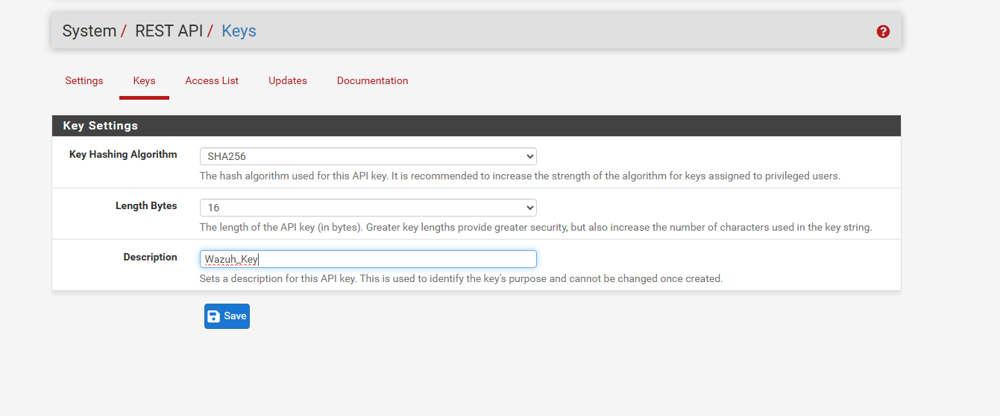 System / REST API / Keys
Settings Keys Access List Updates Documentation
Key Settings
Key Hashing Algorithm
SHA256
The hash algorithm used for this API key. It is recommended to increase the strength of the algorithm for keys assigned to privileged users.
Length Bytes
16
The length of the API key (in bytes). Greater key lengths provide greater security, but also increase the number of characters used in the key string.
Description
Wazuh_Key
Sets a description for this API key. This is used to identify the key's purpose and cannot be changed once created.
Save